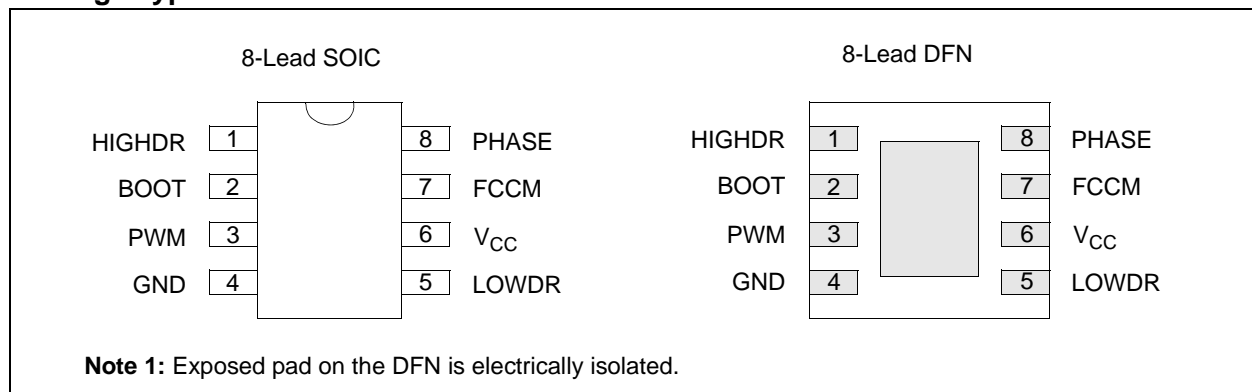 8-Lead SOIC
HIGHDR 1 8 PHASE
BOOT 2 7 FCCM
PWM 3 6 VCC
GND 4 5 LOWDR
8-Lead DFN
HIGHDR 1 8 PHASE
BOOT 2 7 FCCM
PWM 3 6 VCC
GND 4 5 LOWDR
Note 1: Exposed pad on the DFN is electrically isolated.